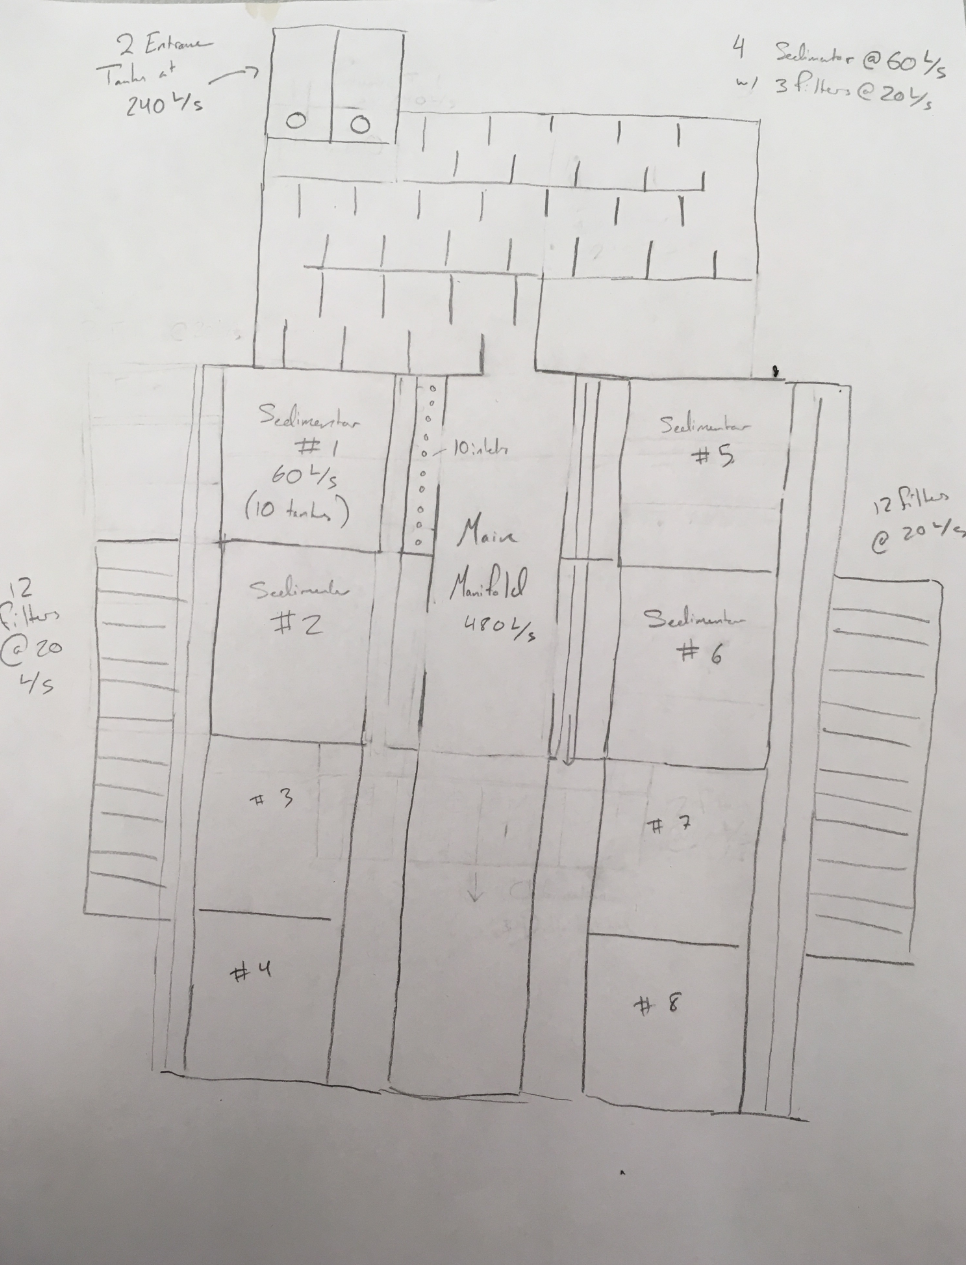 2 Entrance
Tanks at
240 L/s
4 Sedimentor @ 60 L/s
w/ 3 filters @ 20 L/s
Sedimentor
#1
60 L/s
(10 tanks)
10 inlets
Sedimentor
#5
Main
Manifold
480 L/s
12 filters
@ 20 L/s
12
filters
@ 20
L/s
Sedimentor
#2
Sedimentor
#6
#3
#7
#4
#8